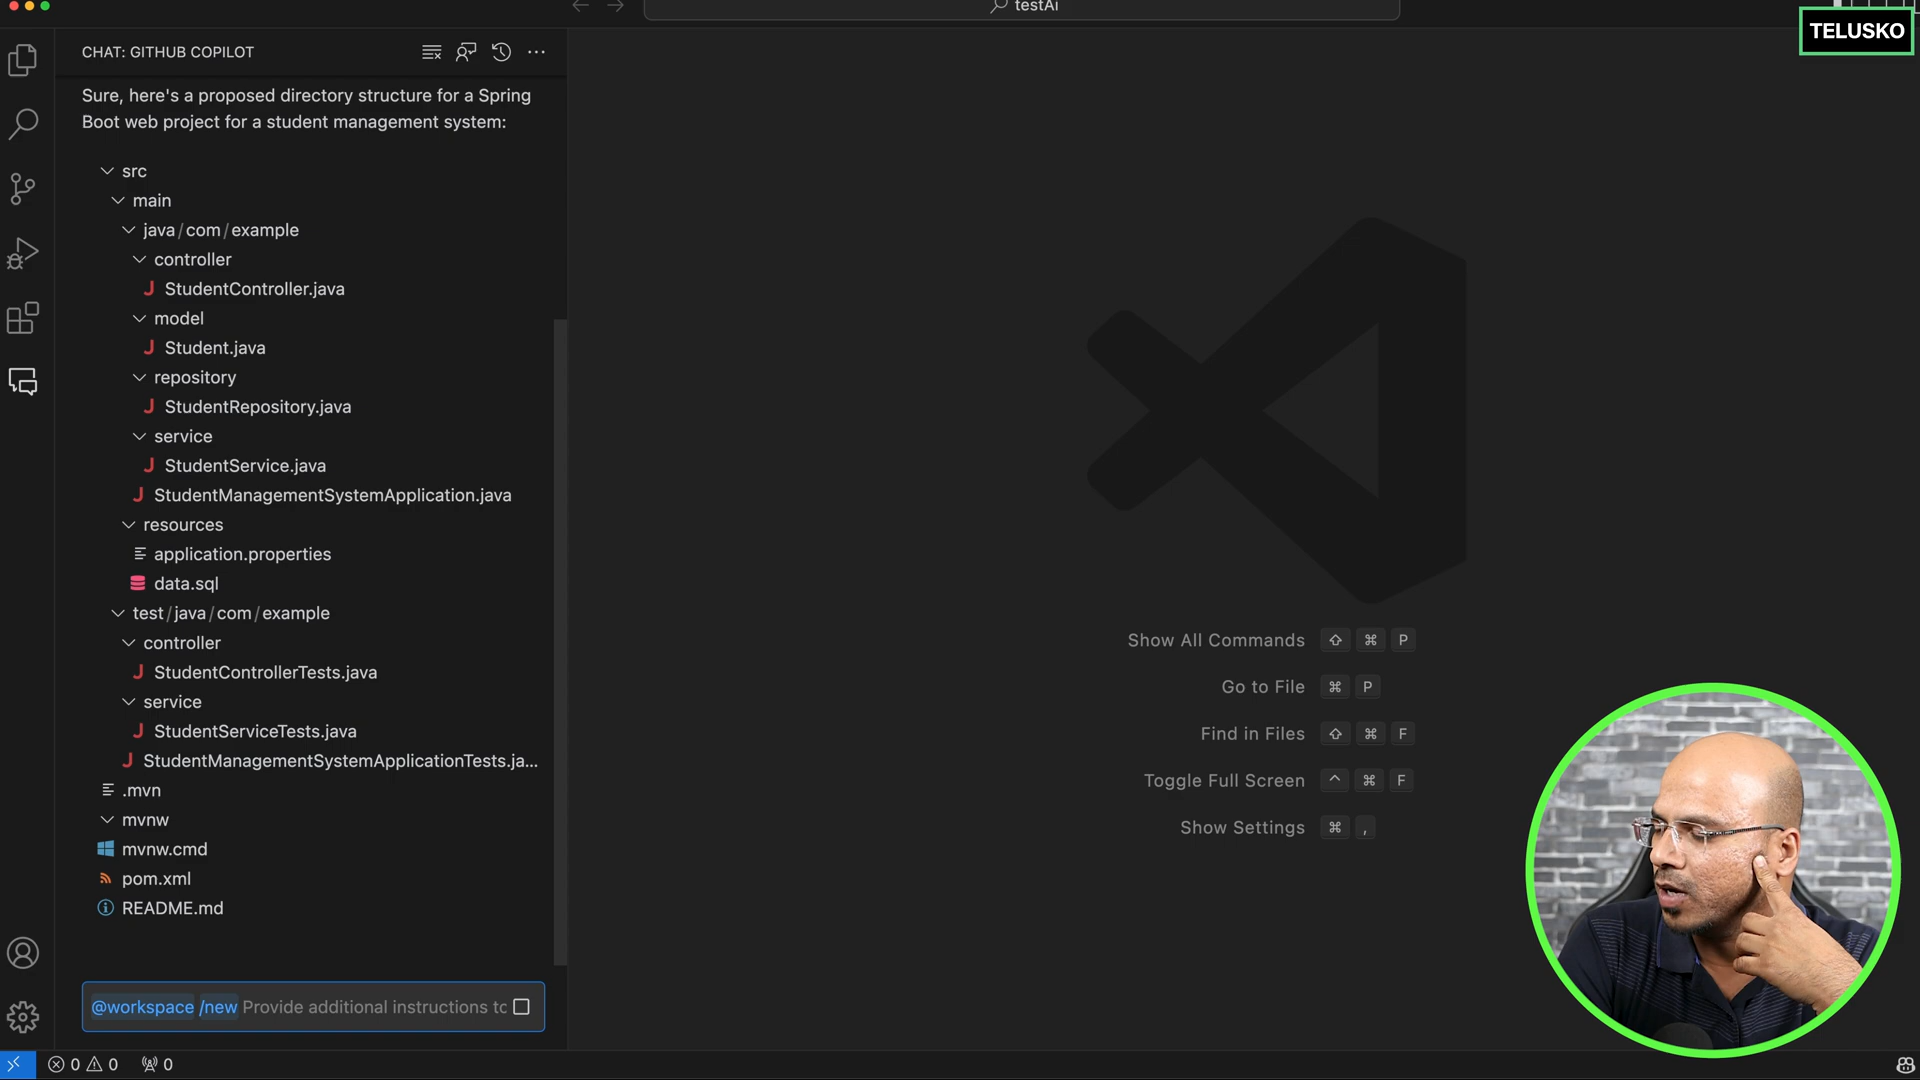 testAi
TELUSKO
CHAT: GITHUB COPILOT
Sure, here's a proposed directory structure for a Spring
Boot web project for a student management system:
src
main
java/com/example
controller
StudentController.java
model
Student.java
repository
StudentRepository.java
service
StudentService.java
StudentManagementSystemApplication.java
resources
application.properties
data.sql
test/java/com/example
controller
StudentControllerTests.java
service
StudentServiceTests.java
StudentManagementSystemApplicationTests.ja...
.mvn
mvnw
mvnw.cmd
pom.xml
README.md
@workspace /new Provide additional instructions to
Show All Commands ⇧ ⌘ P
Go to File ⌘ P
Find in Files ⇧ ⌘ F
Toggle Full Screen ^ ⌘ F
Show Settings ⌘ ,
0 0 0